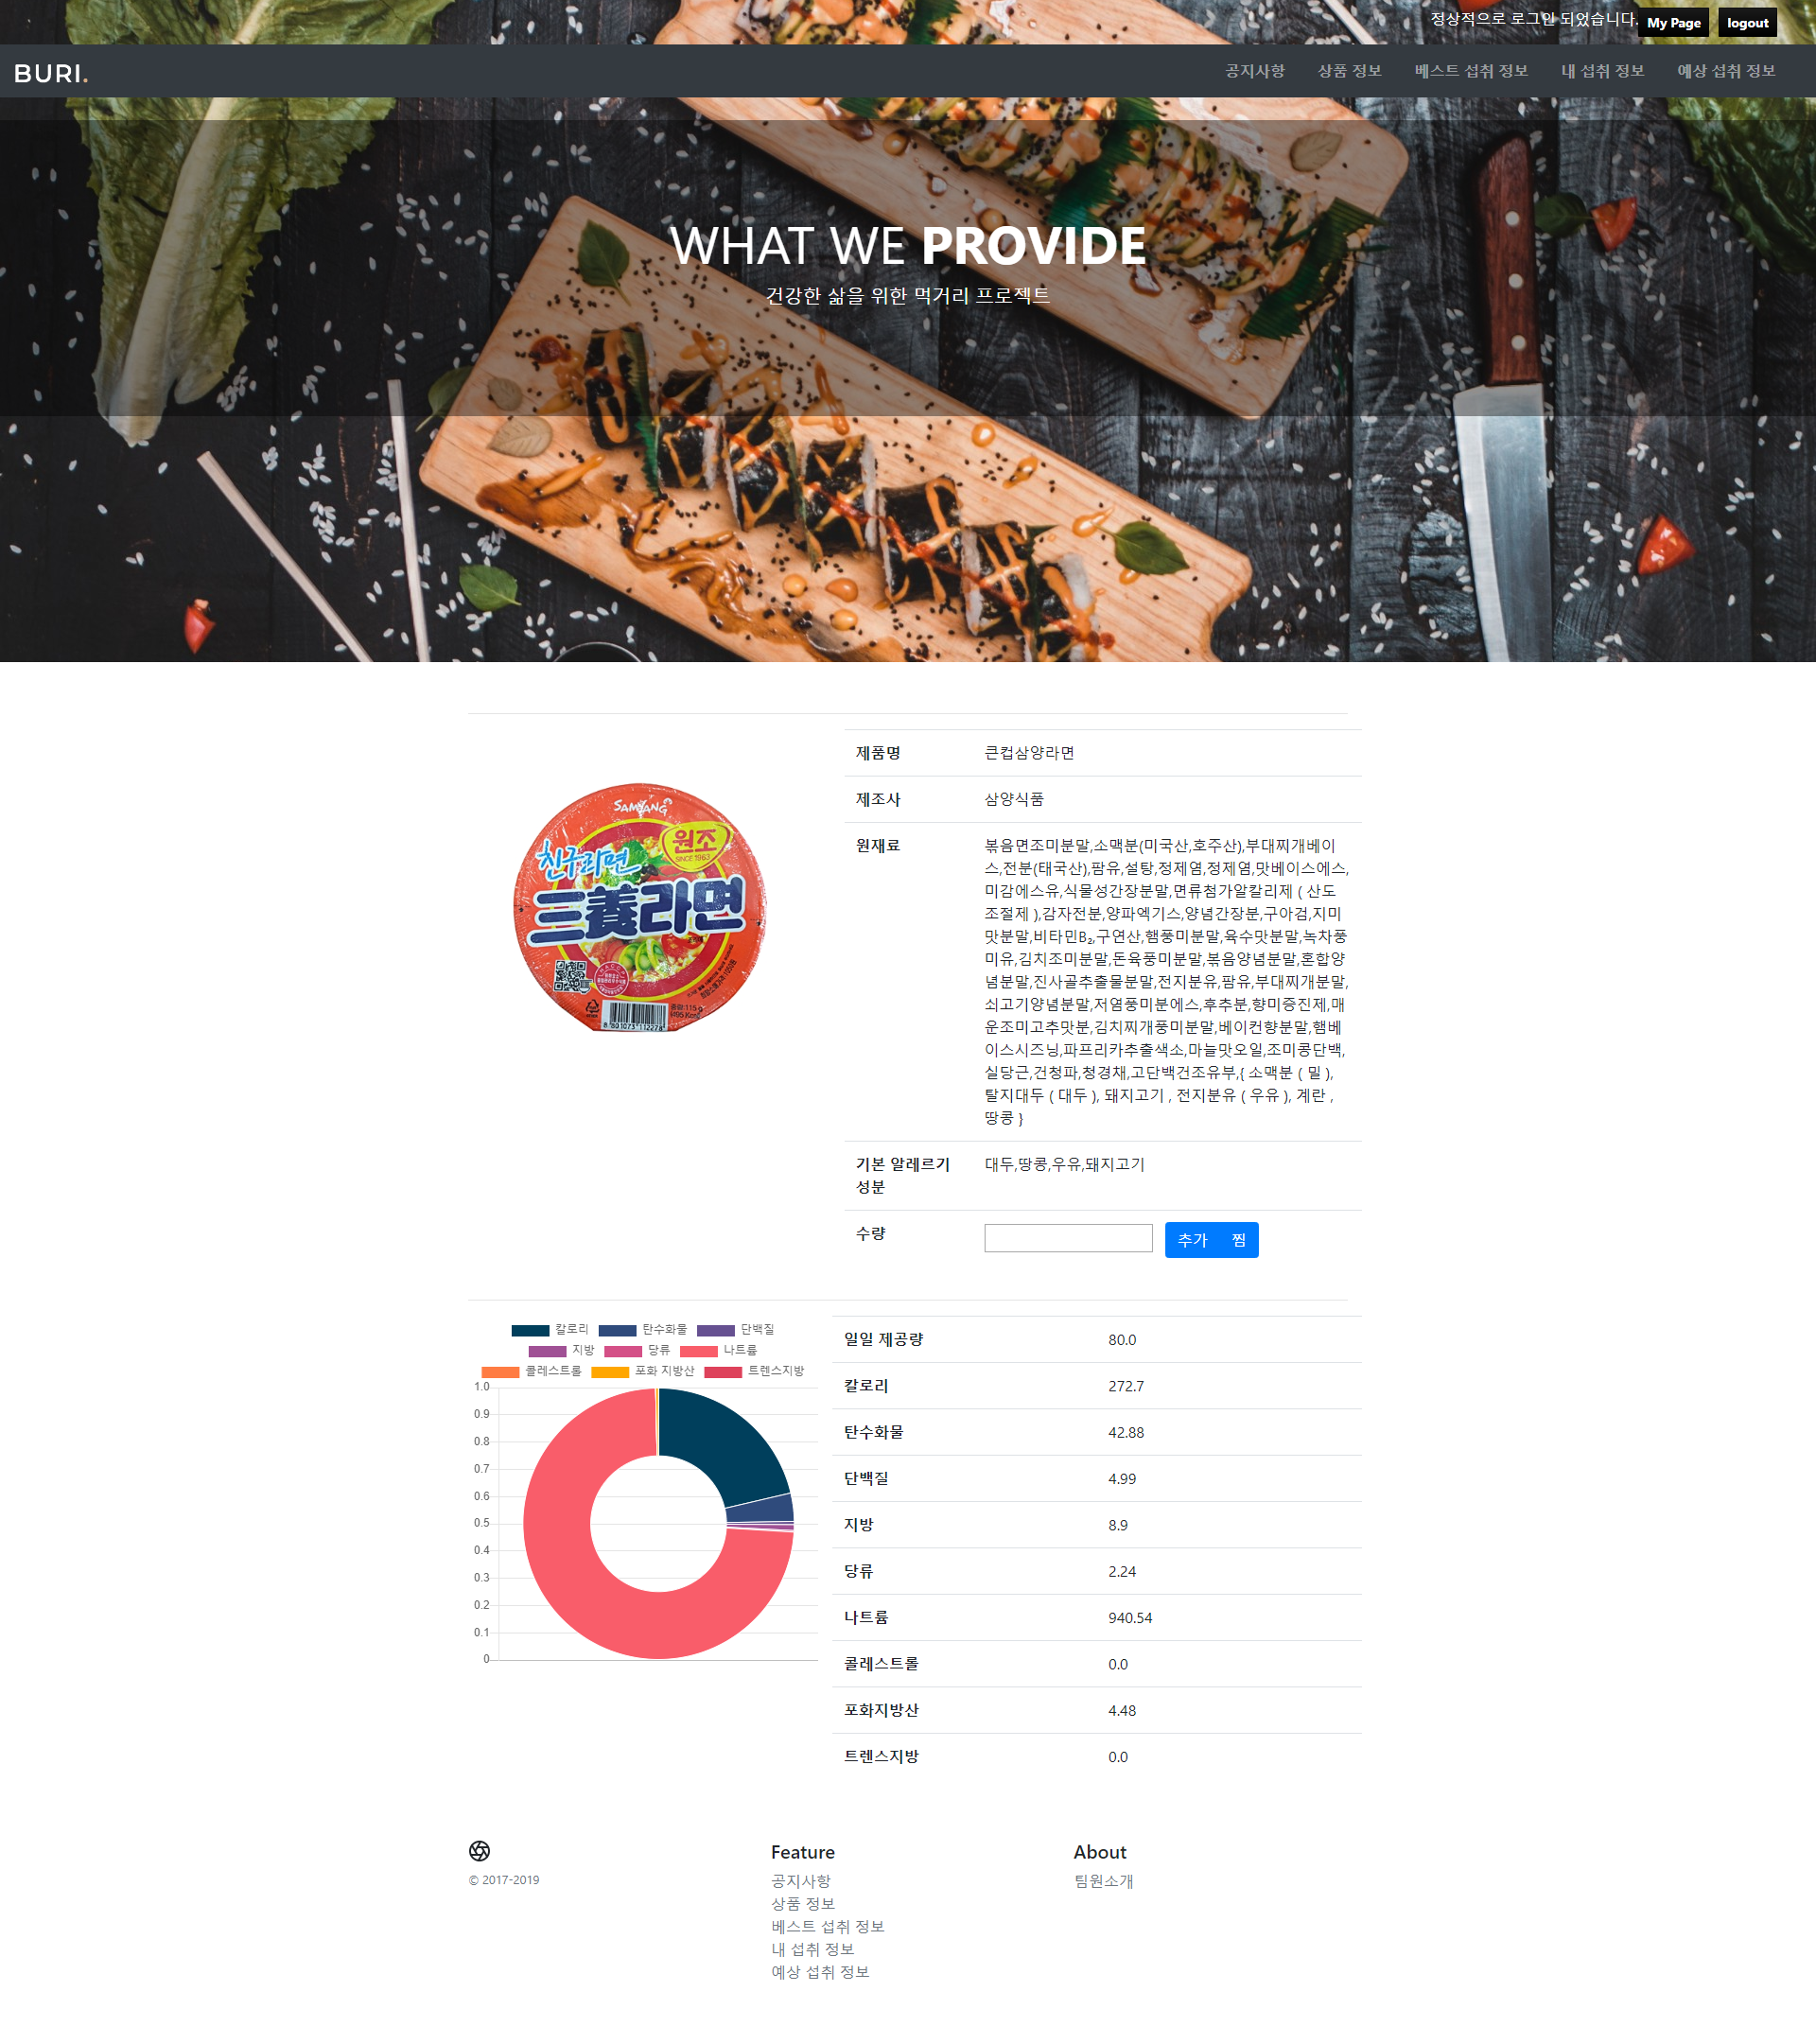 정상적으로 로그인 되었습니다.
My Page
logout
BURI.
공지사항
상품 정보
베스트 섭취 정보
내 섭취 정보
예상 섭취 정보
WHAT WE PROVIDE
건강한 삶을 위한 먹거리 프로젝트
SAMYANG
원조
SINCE 1963
친구라면
三養라면
제품명 큰컵삼양라면
제조사 삼양식품
원재료 볶음면조미분말,소맥분(미국산,호주산),부대찌개베이
스,전분(태국산),팜유,설탕,정제염,정제염,맛베이스에스,
미감에스유,식물성간장분말,면류첨가알칼리제 ( 산도
조절제 ),감자전분,양파엑기스,양념간장분,구아검,지미
맛분말,비타민B₂,구연산,햄풍미분말,육수맛분말,녹차풍
미유,김치조미분말,돈육풍미분말,볶음양념분말,혼합양
념분말,진사골추출물분말,전지분유,팜유,부대찌개분말,
쇠고기양념분말,저염풍미분에스,후추분,향미증진제,매
운조미고추맛분,김치찌개풍미분말,베이컨향분말,햄베
이스시즈닝,파프리카추출색소,마늘맛오일,조미콩단백,
실당근,건청파,청경채,고단백건조유부,{ 소맥분 ( 밀 ),
탈지대두 ( 대두 ), 돼지고기 , 전지분유 ( 우유 ), 계란 ,
땅콩 }
기본 알레르기
성분
대두,땅콩,우유,돼지고기
수량
추가
찜
칼로리 탄수화물 단백질
지방 당류 나트륨
콜레스트롤 포화 지방산 트렌스지방
1.0
0.9
0.8
0.7
0.6
0.5
0.4
0.3
0.2
0.1
0
일일 제공량 80.0
칼로리 272.7
탄수화물 42.88
단백질 4.99
지방 8.9
당류 2.24
나트륨 940.54
콜레스트롤 0.0
포화지방산 4.48
트렌스지방 0.0
© 2017-2019
Feature
공지사항
상품 정보
베스트 섭취 정보
내 섭취 정보
예상 섭취 정보
About
팀원소개